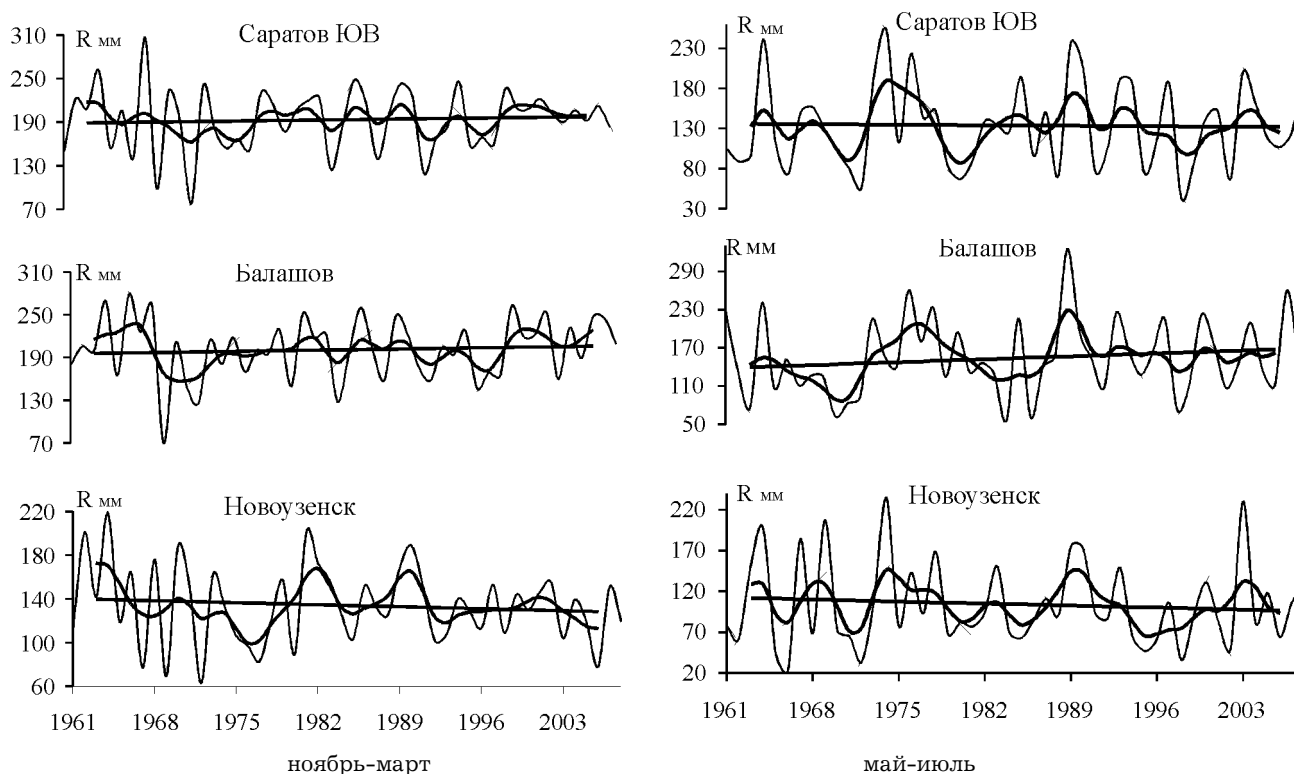 R мм
Саратов ЮВ
310
250
190
130
70
R мм
Балашов
310
250
190
130
70
R мм
Новоузенск
220
180
140
100
60
1961 1968 1975 1982 1989 1996 2003
ноябрь-март
R мм
Саратов ЮВ
230
180
130
80
30
R мм
Балашов
290
230
170
110
50
R мм
Новоузенск
220
170
120
70
20
1961 1968 1975 1982 1989 1996 2003
май-июль